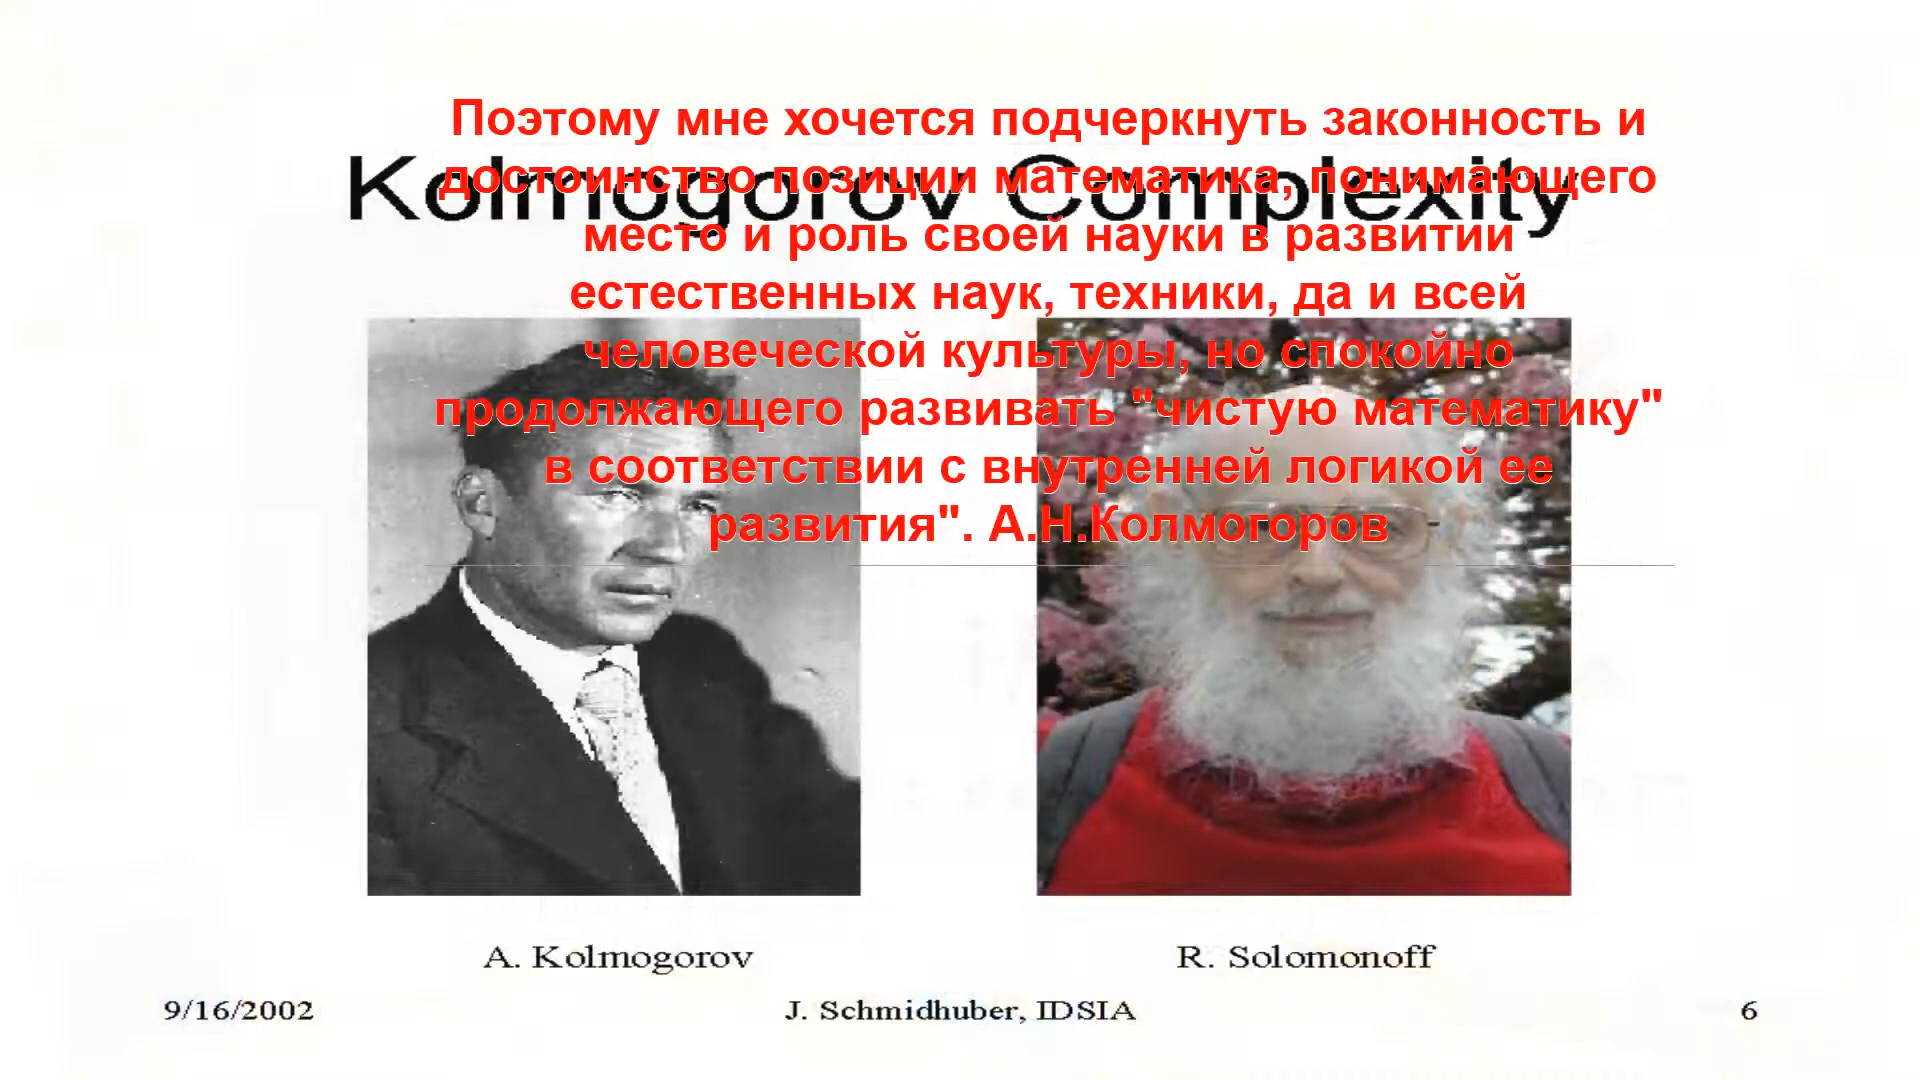 Поэтому мне хочется подчеркнуть законность и
Kolmogorov Complexity
достоинство позиции математика, понимающего
место и роль своей науки в развитии
естественных наук, техники, да и всей
человеческой культуры, но спокойно
продолжающего развивать "чистую математику"
в соответствии с внутренней логикой ее
развития". А.Н.Колмогоров
A. Kolmogorov
R. Solomonoff
9/16/2002
J. Schmidhuber, IDSIA
6